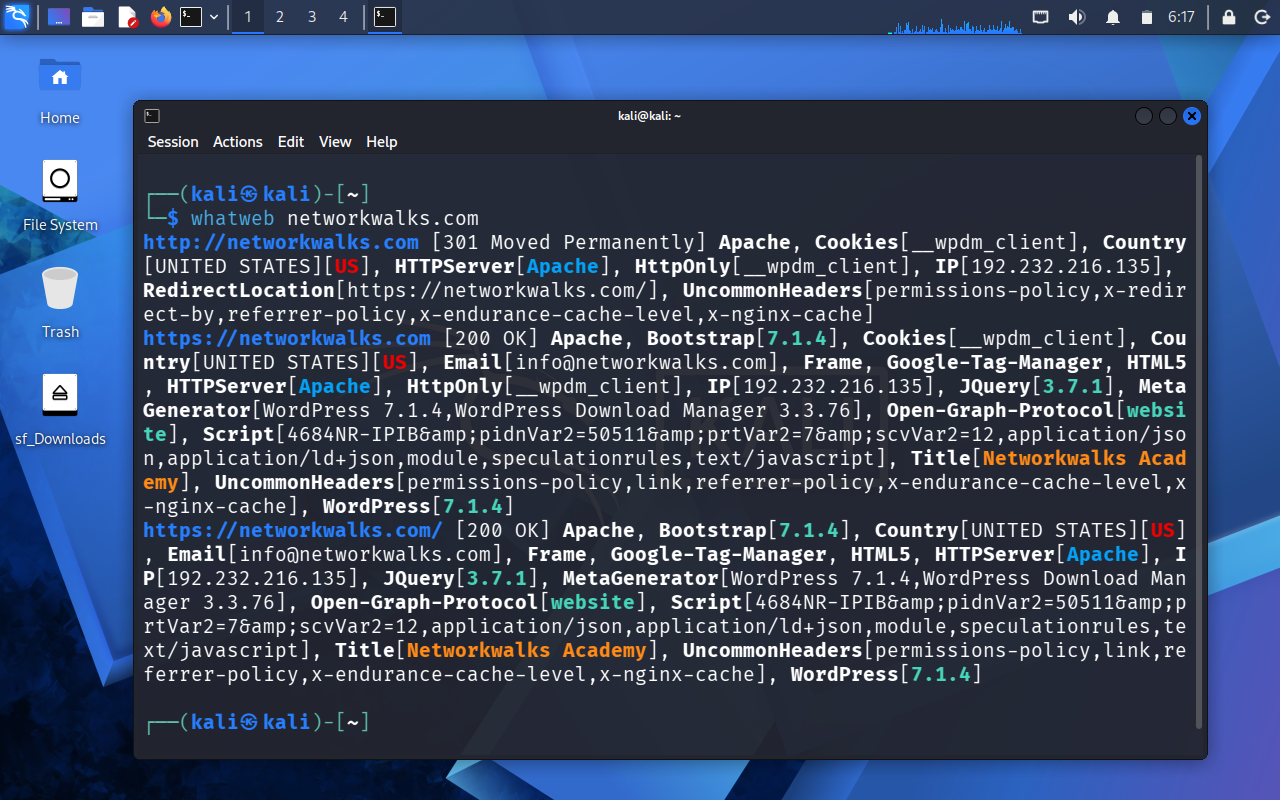 1 2 3 4
6:17
Home
File System
Trash
sf_Downloads
kali@kali: ~
Session Actions Edit View Help
┌──(kali㉿kali)-[~]
└─$ whatweb networkwalks.com
http://networkwalks.com [301 Moved Permanently] Apache, Cookies[__wpdm_client], Country
[UNITED STATES][US], HTTPServer[Apache], HttpOnly[__wpdm_client], IP[192.232.216.135],
RedirectLocation[https://networkwalks.com/], UncommonHeaders[permissions-policy,x-redir
ect-by,referrer-policy,x-endurance-cache-level,x-nginx-cache]
https://networkwalks.com [200 OK] Apache, Bootstrap[7.1.4], Cookies[__wpdm_client], Cou
ntry[UNITED STATES][US], Email[info@networkwalks.com], Frame, Google-Tag-Manager, HTML5
, HTTPServer[Apache], HttpOnly[__wpdm_client], IP[192.232.216.135], JQuery[3.7.1], Meta
Generator[WordPress 7.1.4,WordPress Download Manager 3.3.76], Open-Graph-Protocol[websi
te], Script[4684NR-IPIB&amp;pidnVar2=50511&amp;prtVar2=7&amp;scvVar2=12,application/jso
n,application/ld+json,module,speculationrules,text/javascript], Title[Networkwalks Acad
emy], UncommonHeaders[permissions-policy,link,referrer-policy,x-endurance-cache-level,x
-nginx-cache], WordPress[7.1.4]
https://networkwalks.com/ [200 OK] Apache, Bootstrap[7.1.4], Country[UNITED STATES][US]
, Email[info@networkwalks.com], Frame, Google-Tag-Manager, HTML5, HTTPServer[Apache], I
P[192.232.216.135], JQuery[3.7.1], MetaGenerator[WordPress 7.1.4,WordPress Download Man
ager 3.3.76], Open-Graph-Protocol[website], Script[4684NR-IPIB&amp;pidnVar2=50511&amp;p
rtVar2=7&amp;scvVar2=12,application/json,application/ld+json,module,speculationrules,te
xt/javascript], Title[Networkwalks Academy], UncommonHeaders[permissions-policy,link,re
ferrer-policy,x-endurance-cache-level,x-nginx-cache], WordPress[7.1.4]
┌──(kali㉿kali)-[~]